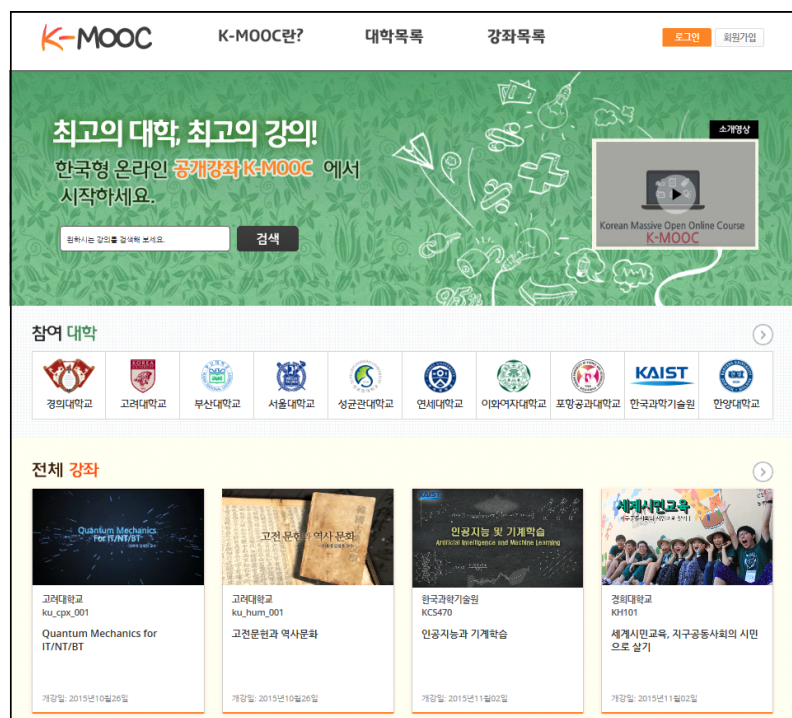 K-MOOC
K-MOOC란?
대학목록
강좌목록
로그인
회원가입
최고의 대학, 최고의 강의!
한국형 온라인 공개강좌 K-MOOC 에서
시작하세요.
원하시는 강의를 검색해 보세요.
검색
소개영상
Korean Massive Open Online Course
K-MOOC
참여 대학
경희대학교
고려대학교
부산대학교
서울대학교
성균관대학교
연세대학교
이화여자대학교
포항공과대학교
KAIST
한국과학기술원
한양대학교
전체 강좌
Quantum Mechanics
For IT/NT/BT
고려대학교
ku_cpx_001
Quantum Mechanics for
IT/NT/BT
개강일: 2015년10월26일
고전 문헌과 역사 문화
고려대학교
ku_hum_001
고전문헌과 역사문화
개강일: 2015년10월26일
KAIST
인공지능 및 기계학습
Artificial Intelligence and Machine Learning
한국과학기술원
KCS470
인공지능과 기계학습
개강일: 2015년11월02일
세계시민교육
경희대학교
KH101
세계시민교육, 지구공동사회의 시민
으로 살기
개강일: 2015년11월02일